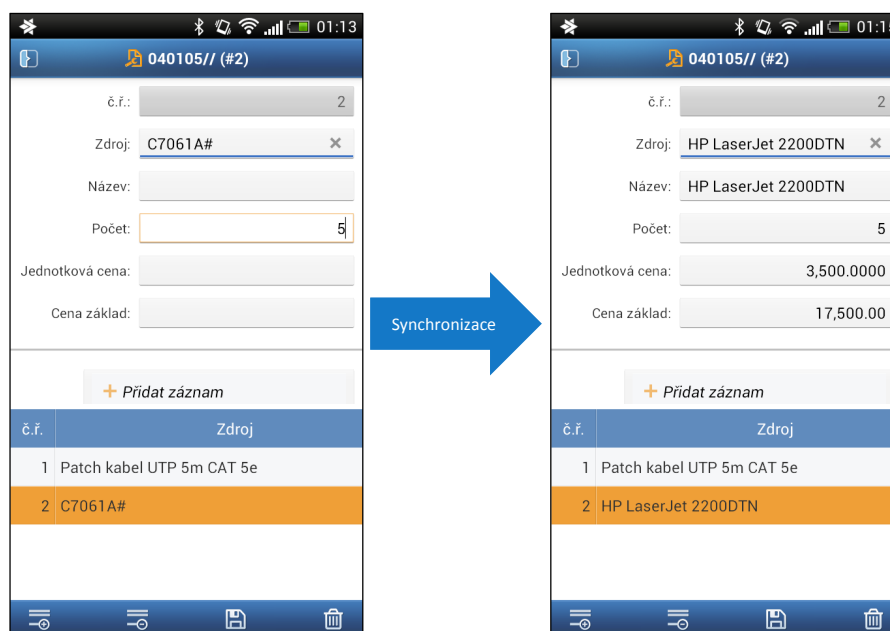 01:13
040105// (#2)
č.ř.: 2
Zdroj: C7061A#
Název:
Počet: 5
Jednotková cena:
Cena základ:
Přidat záznam
č.ř. Zdroj
1 Patch kabel UTP 5m CAT 5e
2 C7061A#
Synchronizace
01:15
040105// (#2)
č.ř.: 2
Zdroj: HP LaserJet 2200DTN
Název: HP LaserJet 2200DTN
Počet: 5
Jednotková cena: 3,500.0000
Cena základ: 17,500.00
Přidat záznam
č.ř. Zdroj
1 Patch kabel UTP 5m CAT 5e
2 HP LaserJet 2200DTN